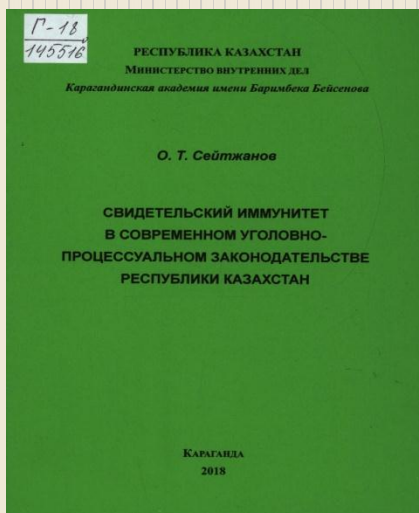 Г-18
145516
РЕСПУБЛИКА КАЗАХСТАН
МИНИСТЕРСТВО ВНУТРЕННИХ ДЕЛ
Карагандинская академия имени Баримбека Бейсенова
О. Т. Сейтжанов
СВИДЕТЕЛЬСКИЙ ИММУНИТЕТ
В СОВРЕМЕННОМ УГОЛОВНО-
ПРОЦЕССУАЛЬНОМ ЗАКОНОДАТЕЛЬСТВЕ
РЕСПУБЛИКИ КАЗАХСТАН
КАРАГАНДА
2018